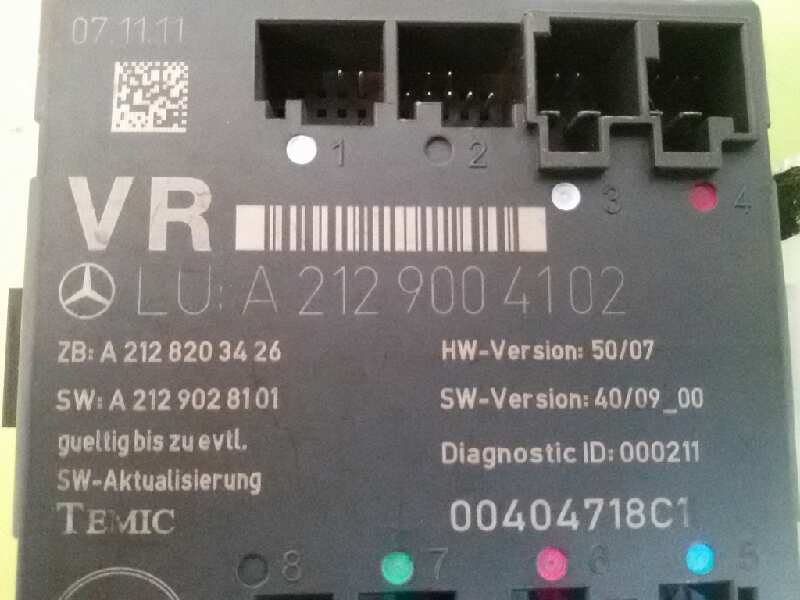 07.11.11
1 2
3 4
VR
LU: A 212 900 4102
ZB: A 212 820 34 26
HW-Version: 50/07
SW: A 212 902 81 01
SW-Version: 40/09_00
gueltig bis zu evtl.
SW-Aktualisierung
Diagnostic ID: 000211
TEMIC
00404718C1
8 7 6 5